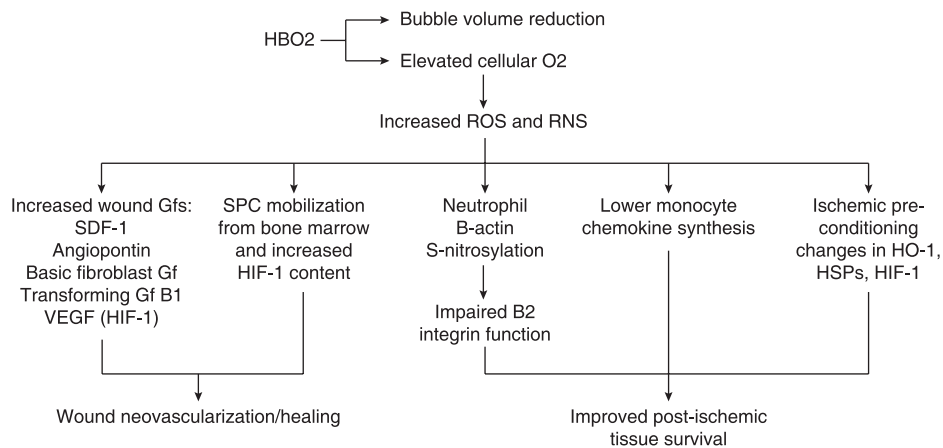 Bubble volume reduction
HBO2
Elevated cellular O2
Increased ROS and RNS
Increased wound Gfs:
SDF-1
Angiopontin
Basic fibroblast Gf
Transforming Gf B1
VEGF (HIF-1)
SPC mobilization
from bone marrow
and increased
HIF-1 content
Neutrophil
B-actin
S-nitrosylation
Impaired B2
integrin function
Lower monocyte
chemokine synthesis
Ischemic pre-
conditioning
changes in HO-1,
HSPs, HIF-1
Wound neovascularization/healing
Improved post-ischemic
tissue survival